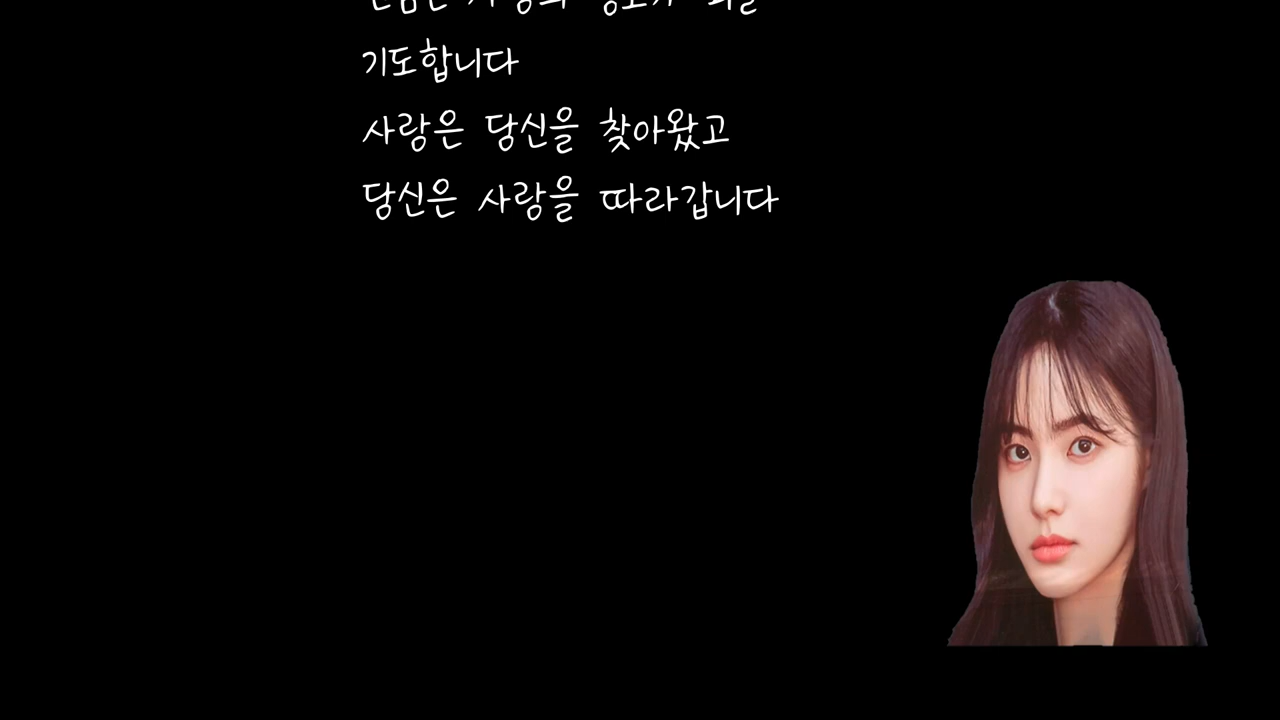 기도합니다
사랑은 당신을 찾아왔고
당신은 사랑을 따라갑니다